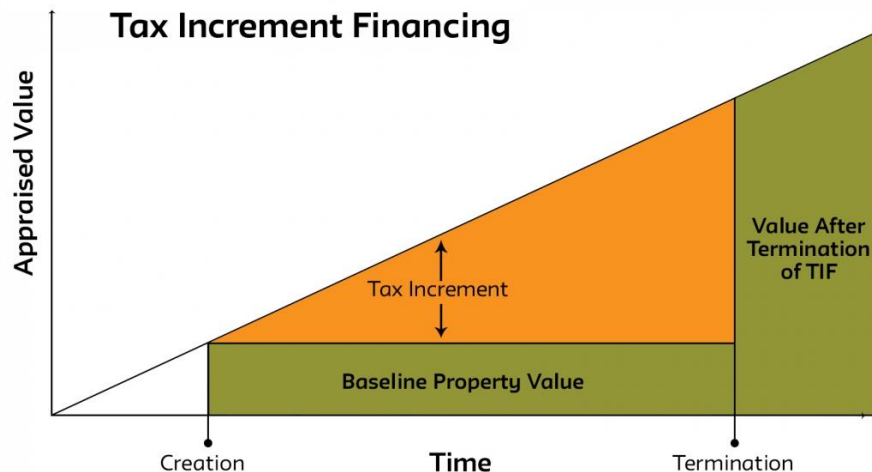 Tax Increment Financing
Appraised Value
Value After
Termination
of TIF
Tax Increment
Baseline Property Value
Creation
Time
Termination